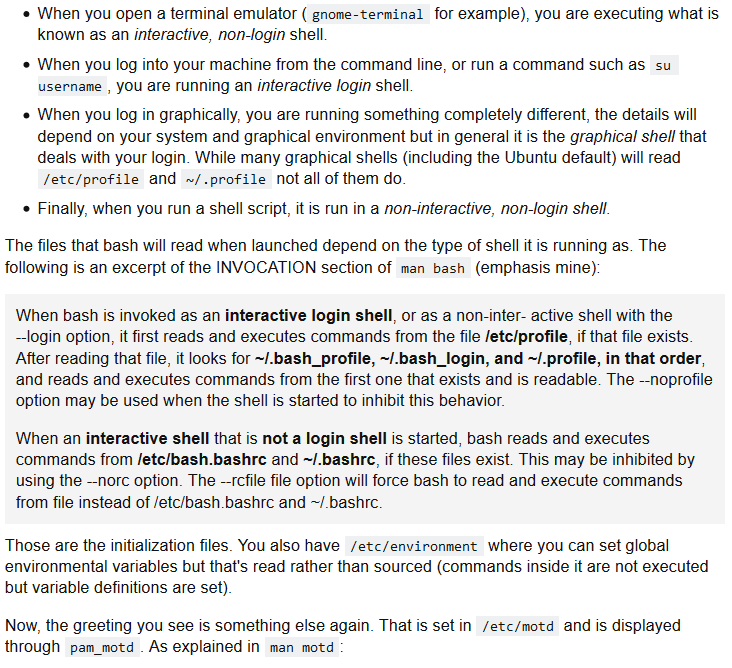 • When you open a terminal emulator ( gnome-terminal for example), you are executing what is
known as an interactive, non-login shell.
• When you log into your machine from the command line, or run a command such as su
username , you are running an interactive login shell.
• When you log in graphically, you are running something completely different, the details will
depend on your system and graphical environment but in general it is the graphical shell that
deals with your login. While many graphical shells (including the Ubuntu default) will read
/etc/profile and ~/.profile not all of them do.
• Finally, when you run a shell script, it is run in a non-interactive, non-login shell.
The files that bash will read when launched depend on the type of shell it is running as. The
following is an excerpt of the INVOCATION section of man bash (emphasis mine):
When bash is invoked as an interactive login shell, or as a non-inter- active shell with the
--login option, it first reads and executes commands from the file /etc/profile, if that file exists.
After reading that file, it looks for ~/.bash_profile, ~/.bash_login, and ~/.profile, in that order,
and reads and executes commands from the first one that exists and is readable. The --noprofile
option may be used when the shell is started to inhibit this behavior.
When an interactive shell that is not a login shell is started, bash reads and executes
commands from /etc/bash.bashrc and ~/.bashrc, if these files exist. This may be inhibited by
using the --norc option. The --rcfile file option will force bash to read and execute commands
from file instead of /etc/bash.bashrc and ~/.bashrc.
Those are the initialization files. You also have /etc/environment where you can set global
environmental variables but that's read rather than sourced (commands inside it are not executed
but variable definitions are set).
Now, the greeting you see is something else again. That is set in /etc/motd and is displayed
through pam_motd . As explained in man motd :